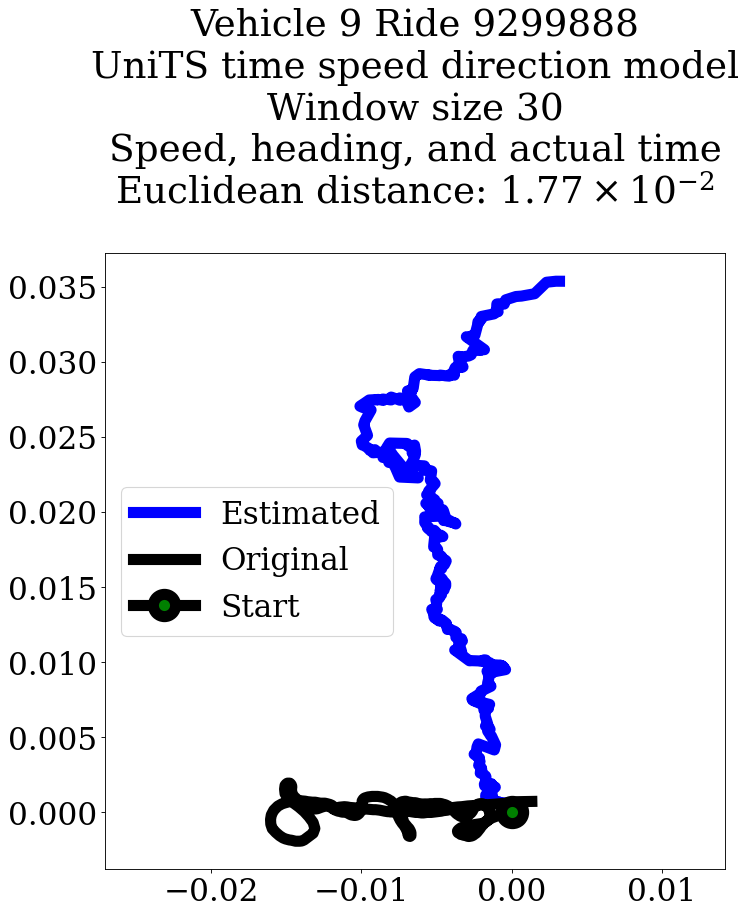 Vehicle 9 Ride 9299888
UniTS time speed direction model
Window size 30
Speed, heading, and actual time
Euclidean distance: 1.77 × 10⁻²
0.035
0.030
0.025
0.020
0.015
0.010
0.005
0.000
Estimated
Original
Start
−0.02 −0.01 0.00 0.01